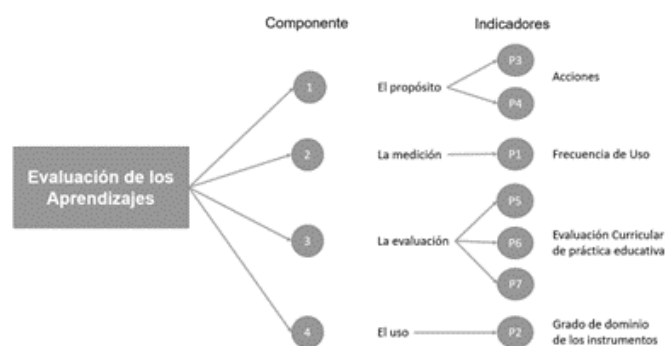 Componente
Indicadores
Evaluación de los
Aprendizajes
1
El propósito
P3
P4
Acciones
2
La medición
P1
Frecuencia de Uso
3
La evaluación
P5
P6
P7
Evaluación Curricular
de práctica educativa
4
El uso
P2
Grado de dominio
de los instrumentos